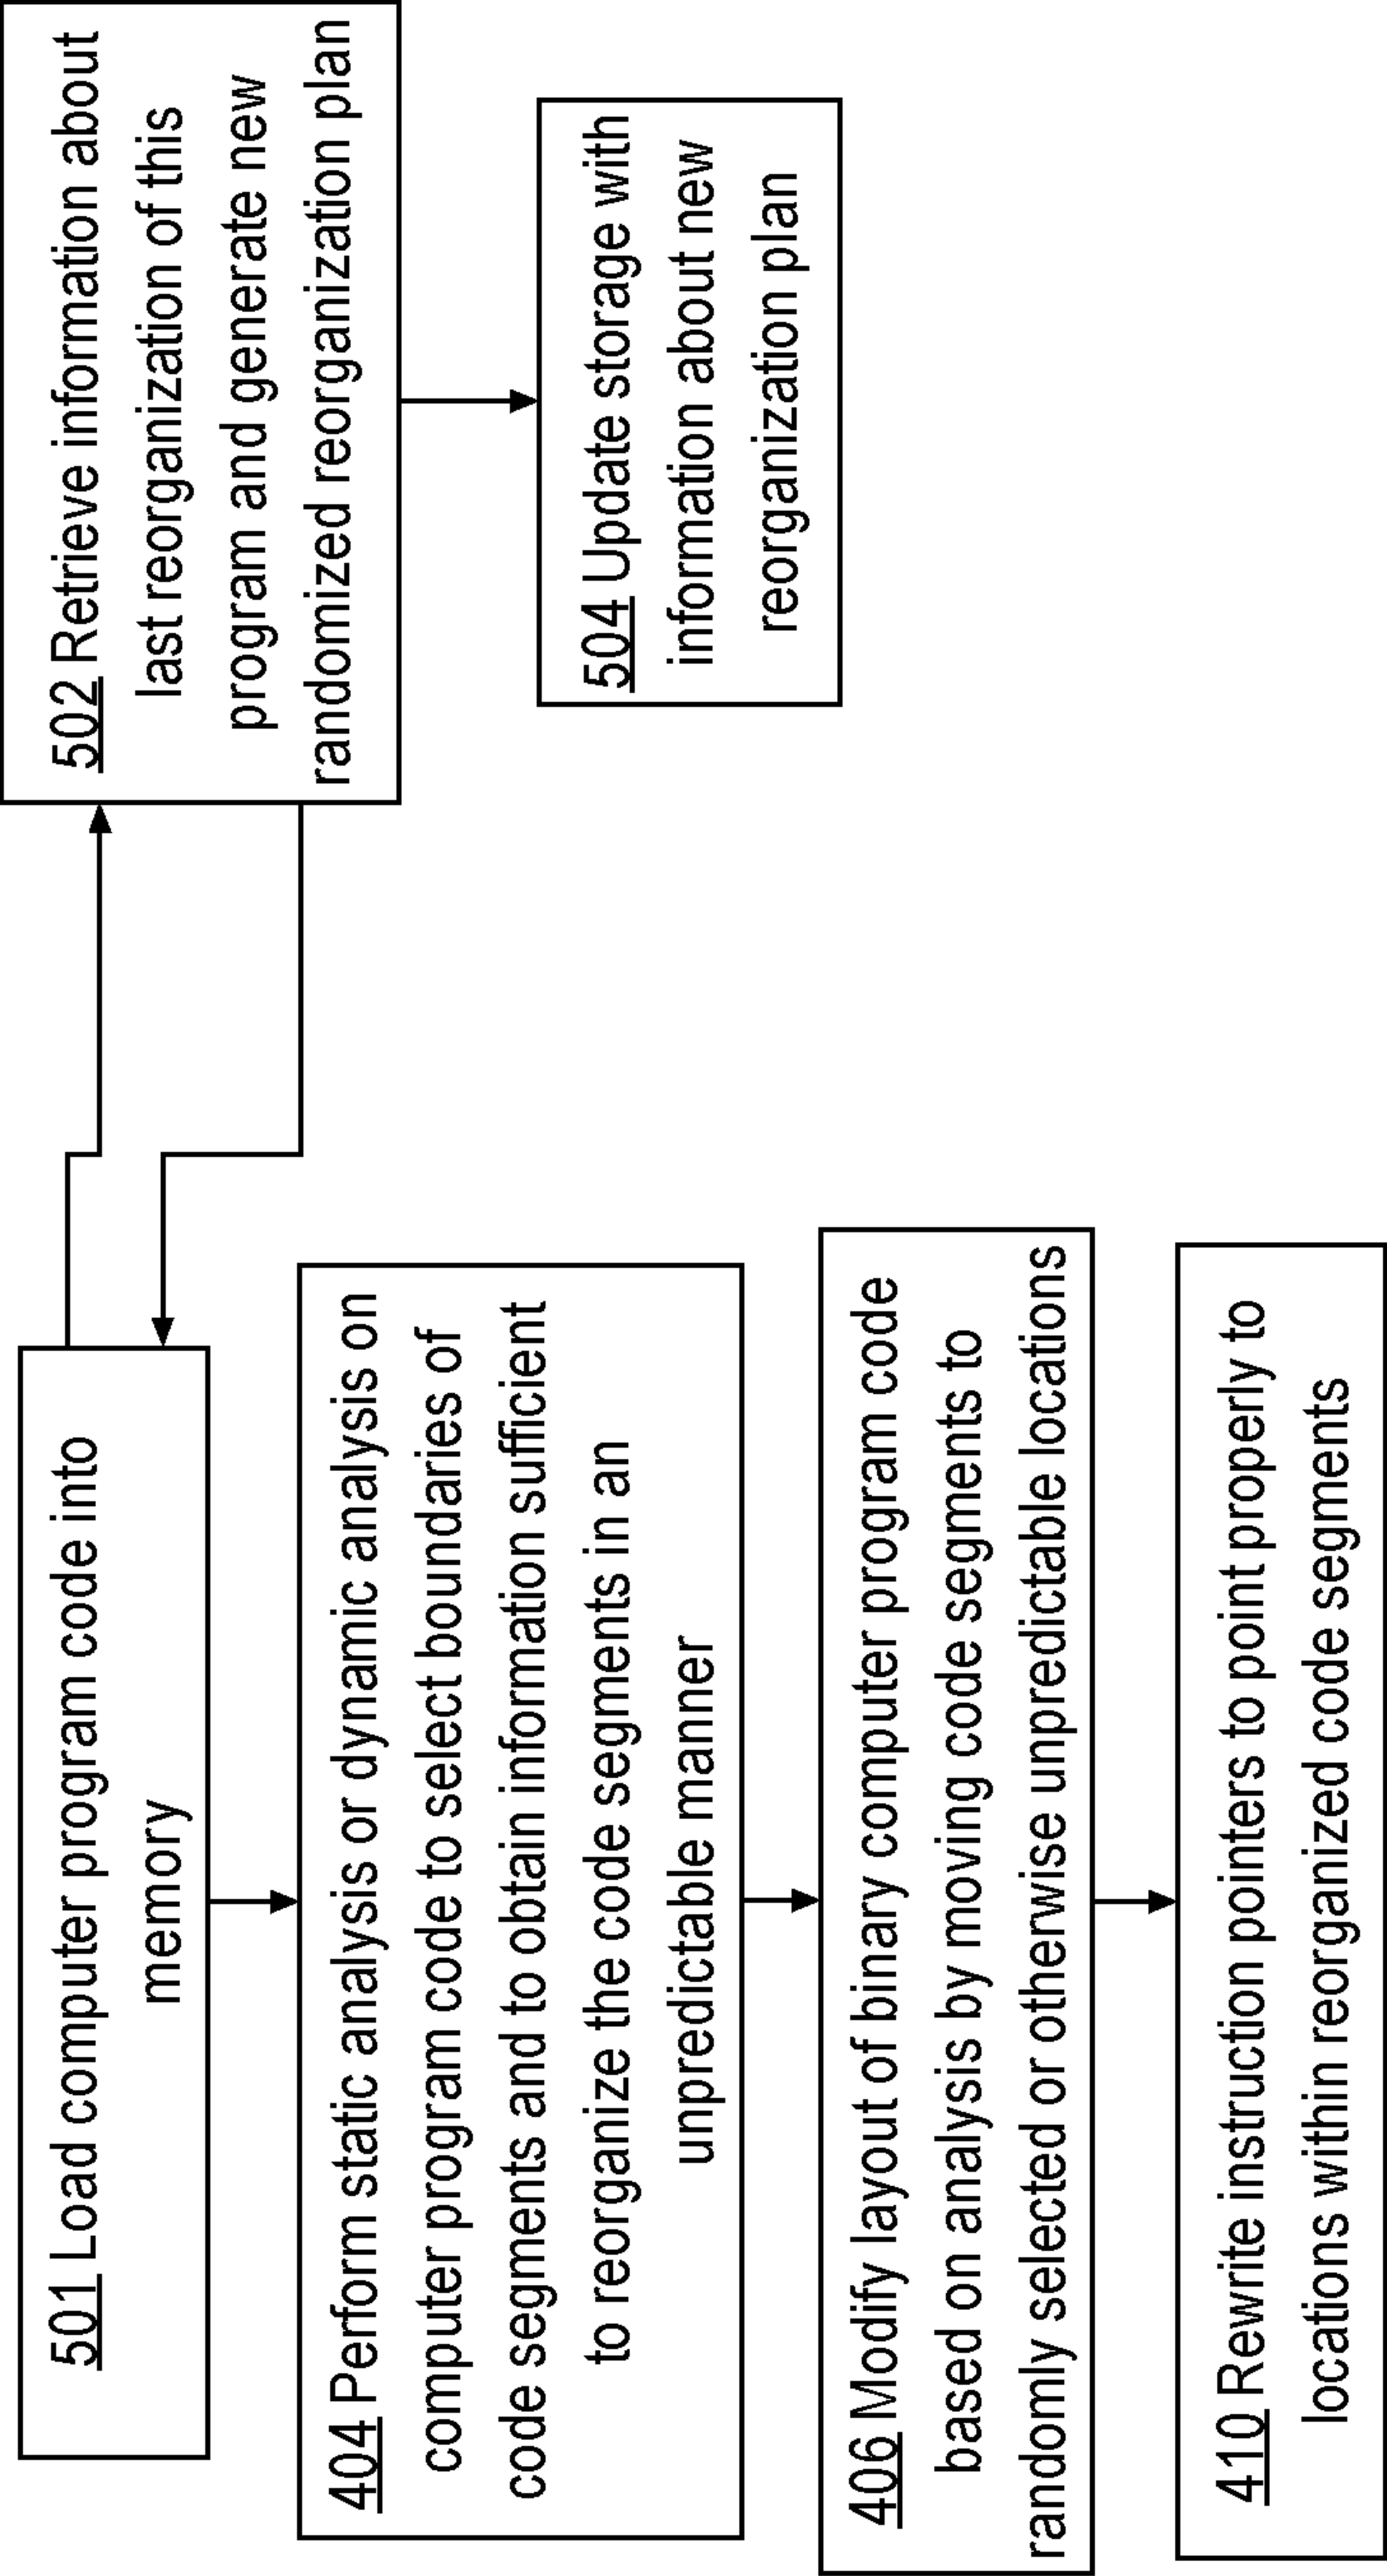 501 Load computer program code into
memory
404 Perform static analysis or dynamic analysis on
computer program code to select boundaries of
code segments and to obtain information sufficient
to reorganize the code segments in an
unpredictable manner
406 Modify layout of binary computer program code
based on analysis by moving code segments to
randomly selected or otherwise unpredictable locations
410 Rewrite instruction pointers to point properly to
locations within reorganized code segments
502 Retrieve information about
last reorganization of this
program and generate new
randomized reorganization plan
504 Update storage with
information about new
reorganization plan